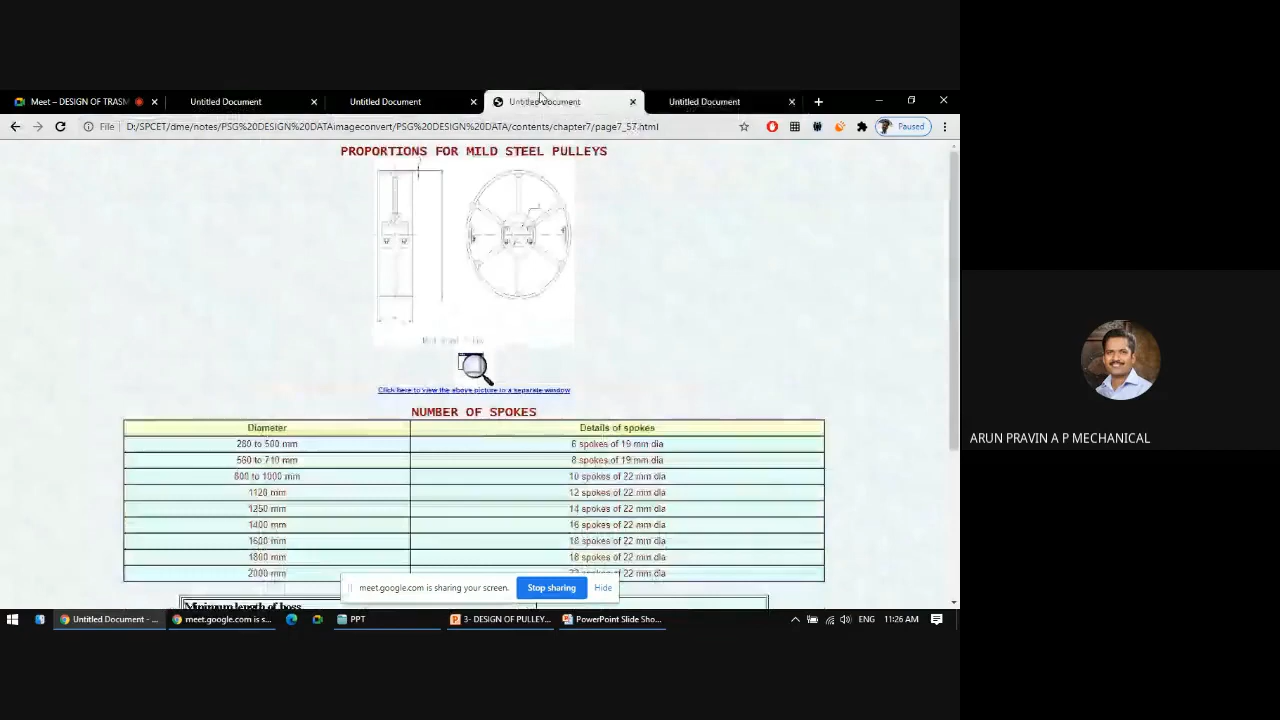 Meet – DESIGN OF TRASM
Untitled Document
Untitled Document
Untitled Document
Untitled Document
File
D:/SPCET/dme/notes/PSG%20DESIGN%20DATAimageconvert/PSG%20DESIGN%20DATA/contents/chapter7/page7_57.html
Paused
PROPORTIONS FOR MILD STEEL PULLEYS
Click here to view the above picture in a separate window
NUMBER OF SPOKES
Diameter Details of spokes
280 to 500 mm 6 spokes of 19 mm dia
560 to 710 mm 8 spokes of 19 mm dia
800 to 1000 mm 10 spokes of 22 mm dia
1120 mm 12 spokes of 22 mm dia
1250 mm 14 spokes of 22 mm dia
1400 mm 16 spokes of 22 mm dia
1600 mm 18 spokes of 22 mm dia
1800 mm 18 spokes of 22 mm dia
2000 mm spokes of 22 mm dia
Minimum length of boss
meet.google.com is sharing your screen.
Stop sharing
Hide
ARUN PRAVIN A P MECHANICAL
Untitled Document - ...
meet.google.com is s...
PPT
3- DESIGN OF PULLEY...
PowerPoint Slide Sho...
ENG
11:26 AM